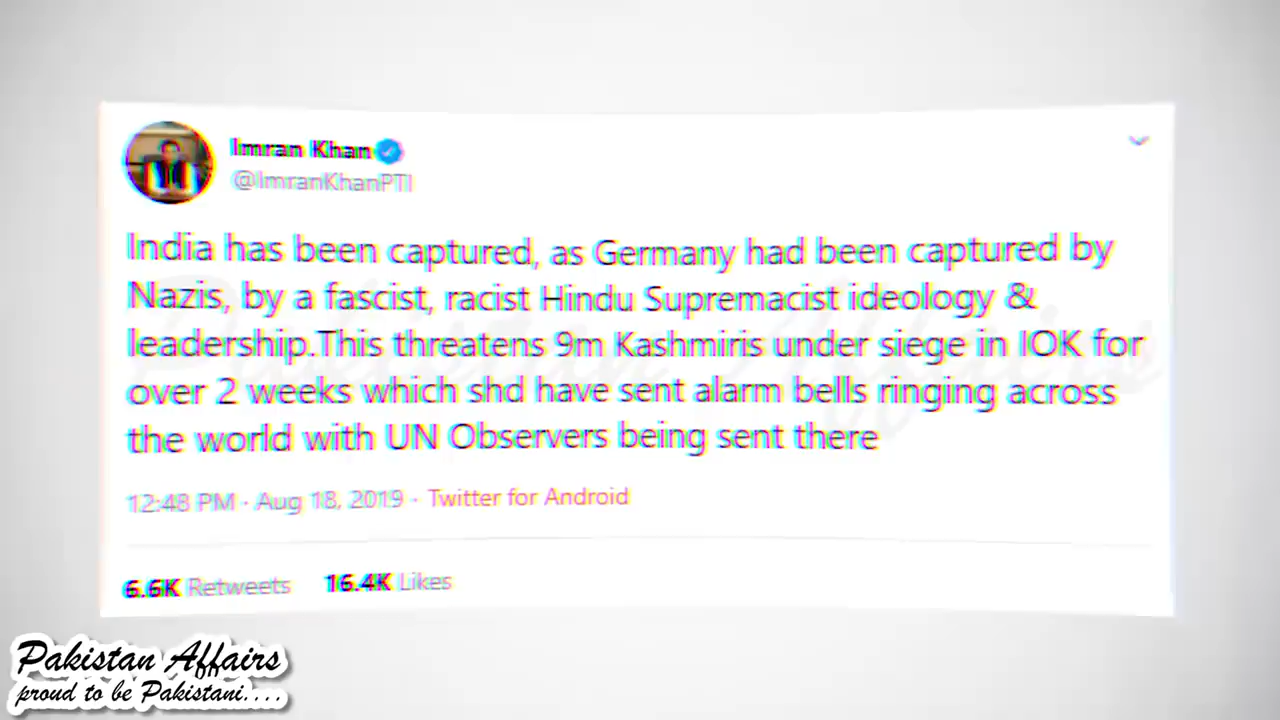 Imran Khan
@ImranKhanPTI
India has been captured, as Germany had been captured by
Nazis, by a fascist, racist Hindu Supremacist ideology &
leadership.This threatens 9m Kashmiris under siege in IOK for
over 2 weeks which shd have sent alarm bells ringing across
the world with UN Observers being sent there
12:48 PM · Aug 18, 2019 · Twitter for Android
6.6K Retweets 16.4K Likes
Pakistan Affairs
Pakistan Affairs
proud to be Pakistani....